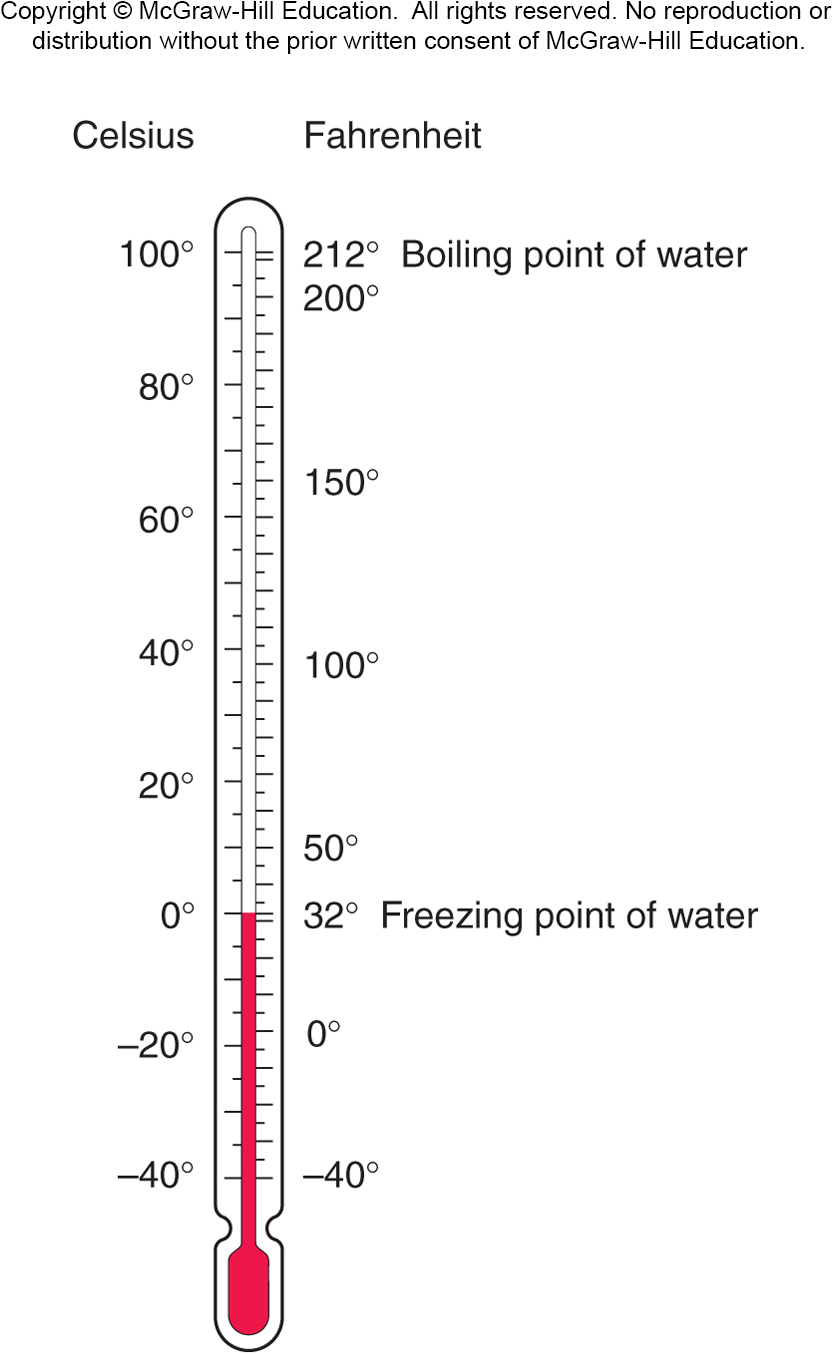 Copyright © McGraw-Hill Education.  All rights reserved. No reproduction or
distribution without the prior written consent of McGraw-Hill Education.
Celsius Fahrenheit
100° 212° Boiling point of water
200°
80°
150°
60°
40° 100°
20°
50°
0° 32° Freezing point of water
0°
–20°
–40° –40°